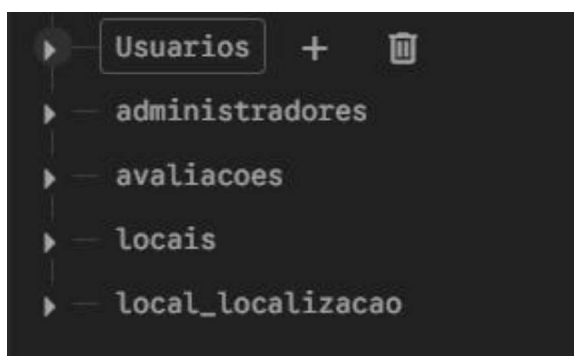 Usuarios
administradores
avaliacoes
locais
local_localizacao